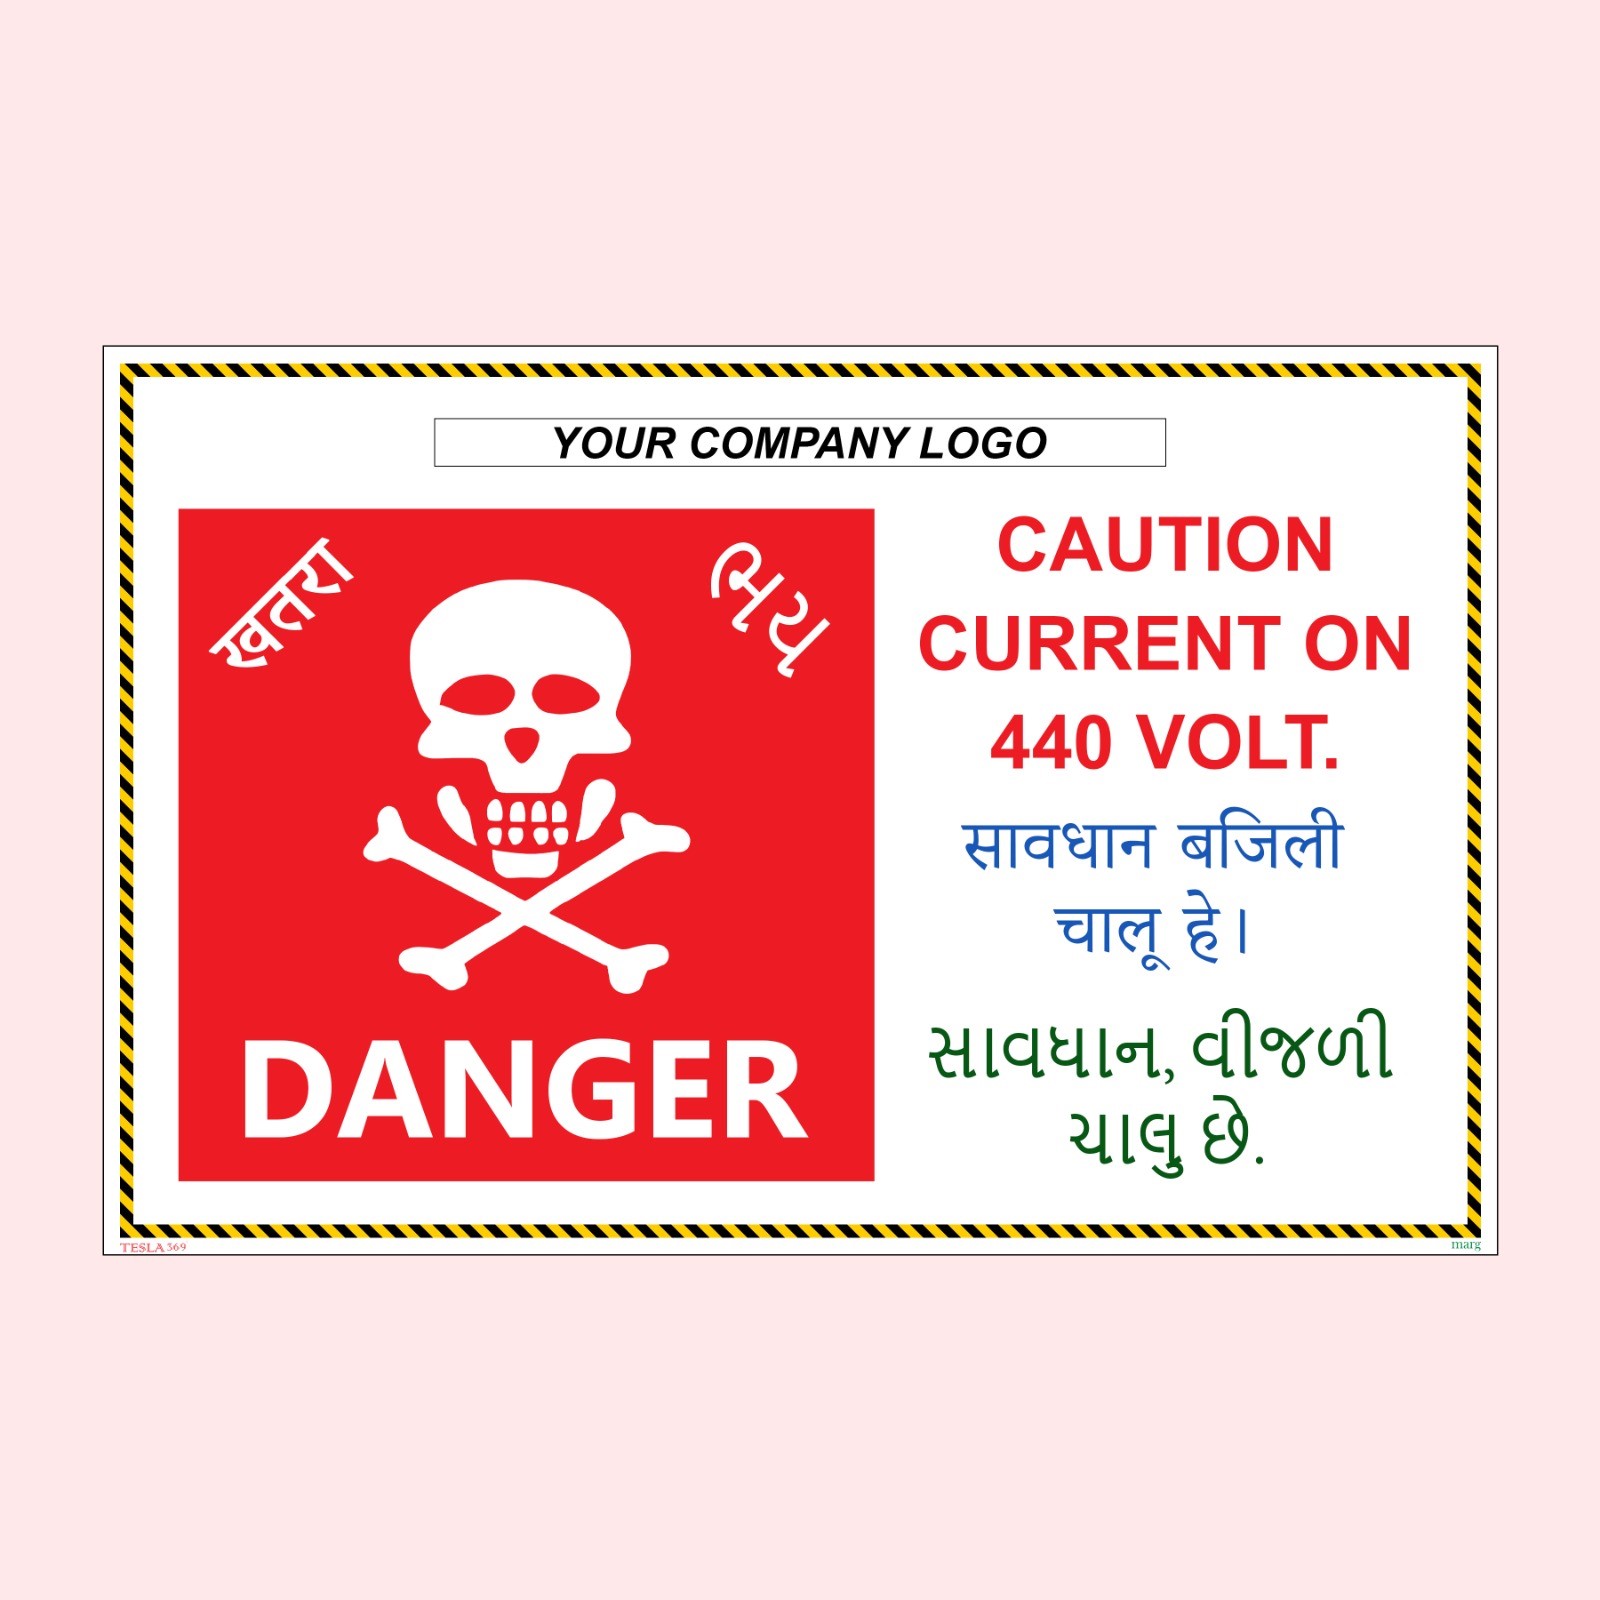 YOUR COMPANY LOGO
खतरा
ભય
DANGER
CAUTION
CURRENT ON
440 VOLT.
सावधान बजिली
चालू हे।
સાવધાન, વીજળી
ચાલુ છે.
TESLA 369
marg